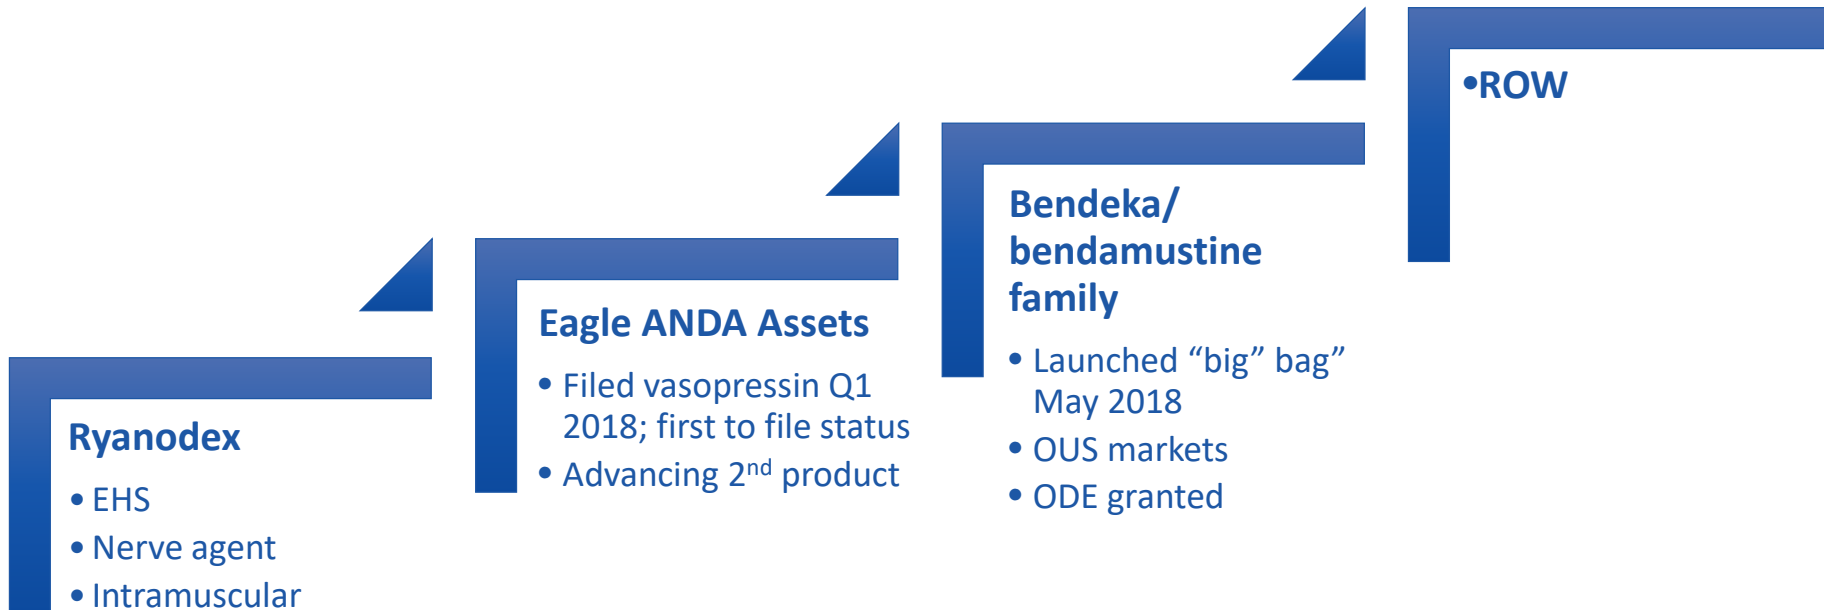 •ROW
Bendeka/
bendamustine
family
• Launched “big” bag”
May 2018
• OUS markets
• ODE granted
Eagle ANDA Assets
• Filed vasopressin Q1
2018; first to file status
• Advancing 2nd product
Ryanodex
• EHS
• Nerve agent
• Intramuscular